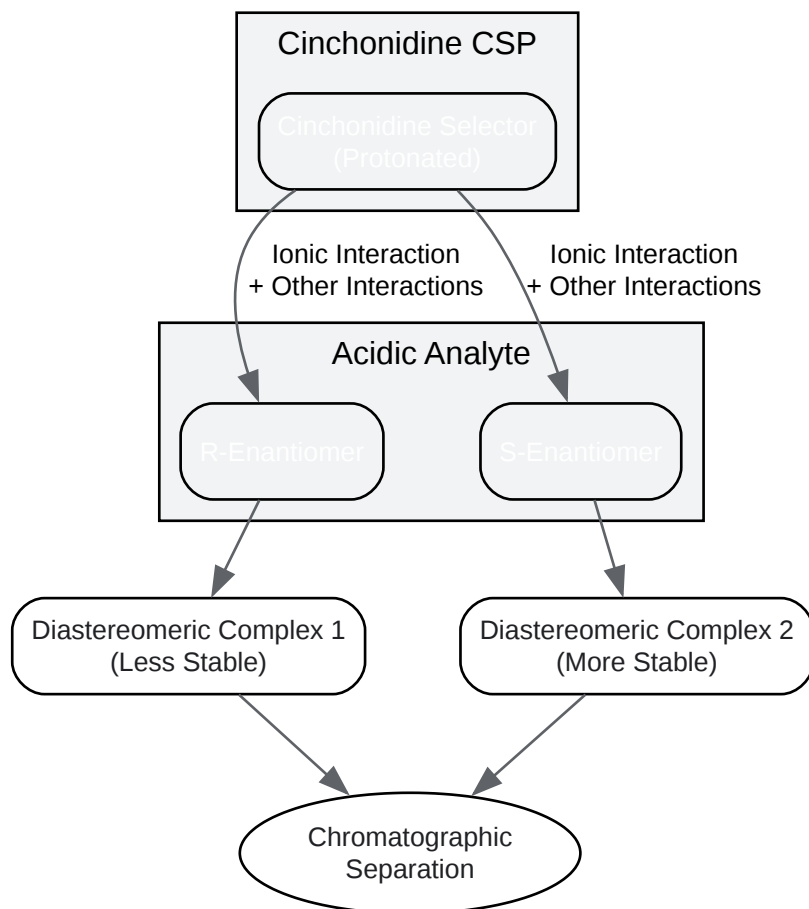 Cinchonidine CSP
Cinchonidine Selector
(Protonated)
Ionic Interaction
+ Other Interactions
Ionic Interaction
+ Other Interactions
Acidic Analyte
R-Enantiomer
S-Enantiomer
Diastereomeric Complex 1
(Less Stable)
Diastereomeric Complex 2
(More Stable)
Chromatographic
Separation